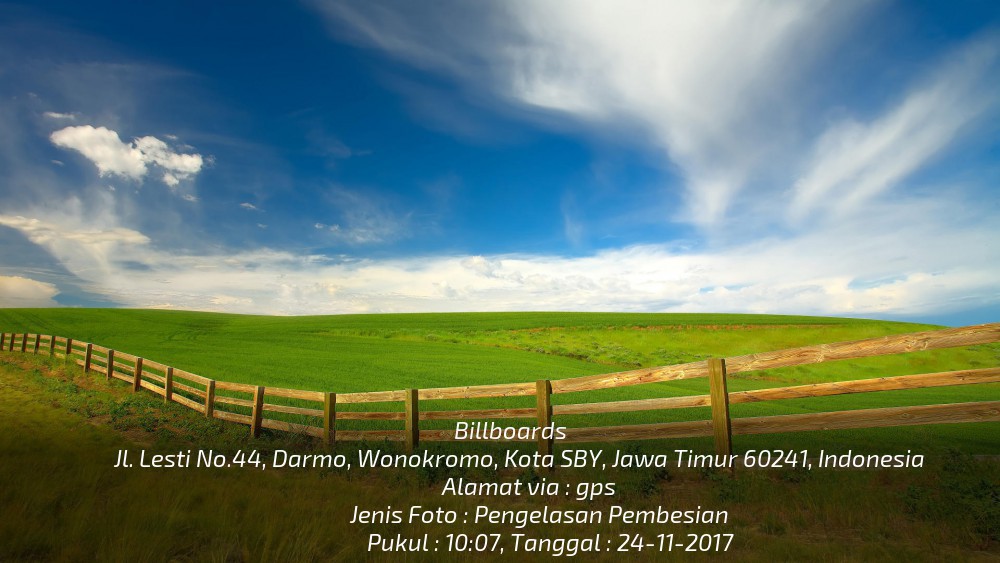 Billboards
Jl. Lesti No.44, Darmo, Wonokromo, Kota SBY, Jawa Timur 60241, Indonesia
Alamat via : gps
Jenis Foto : Pengelasan Pembesian
Pukul : 10:07, Tanggal : 24-11-2017